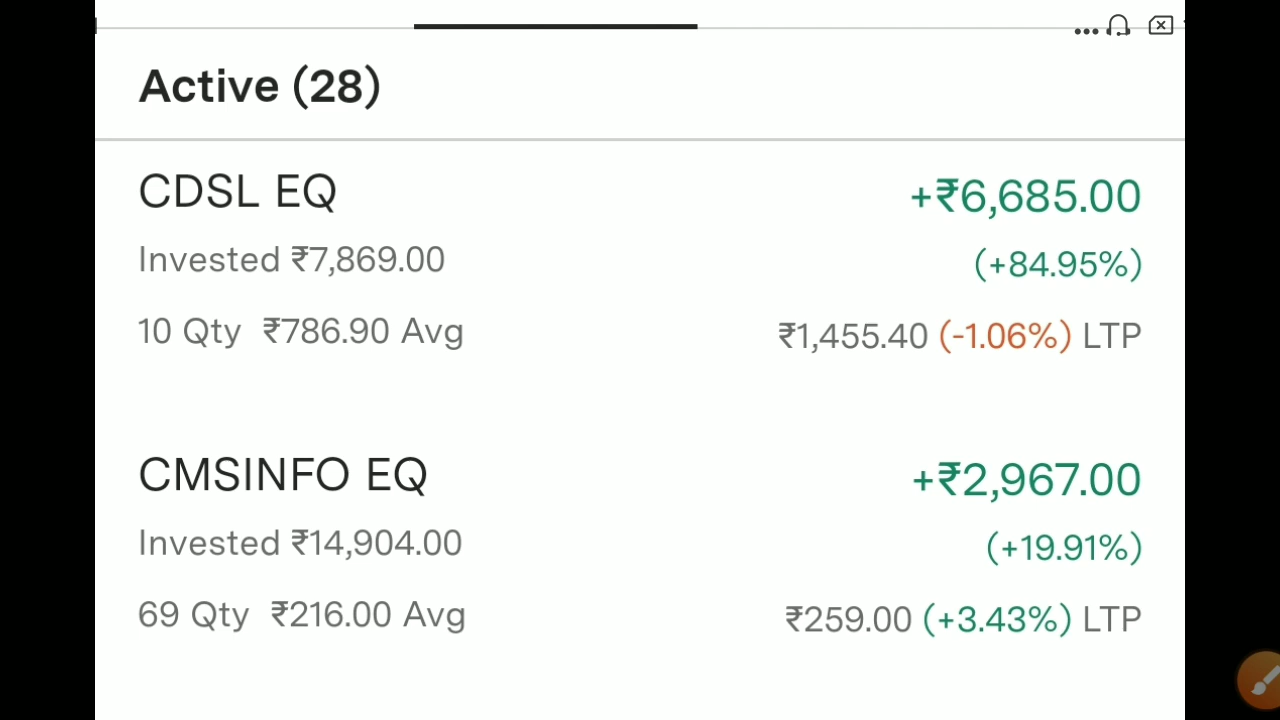 Active (28)
CDSL EQ +₹6,685.00
Invested ₹7,869.00 (+84.95%)
10 Qty ₹786.90 Avg ₹1,455.40 (-1.06%) LTP
CMSINFO EQ +₹2,967.00
Invested ₹14,904.00 (+19.91%)
69 Qty ₹216.00 Avg ₹259.00 (+3.43%) LTP